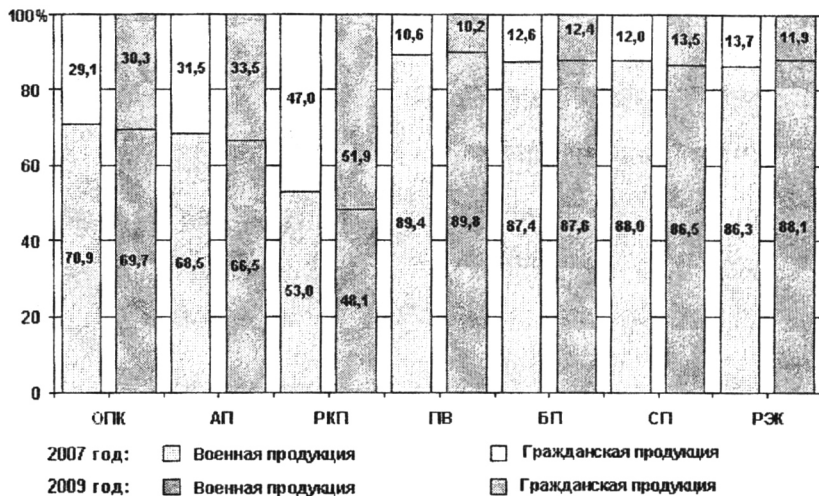 100%
29,1 30,3 31,5 33,5 47,0 10,6 10,2 12,6 12,4 12,0 13,5 13,7 11,9
80
60
51,9
89,4 89,8 87,4 87,6 88,0 86,5 86,3 88,1
40
70,9 69,7 68,5 66,5
53,0 48,1
20
0
ОПК АП РКП ПВ БП СП РЭК
2007 год: Военная продукция Гражданская продукция
2009 год: Военная продукция Гражданская продукция